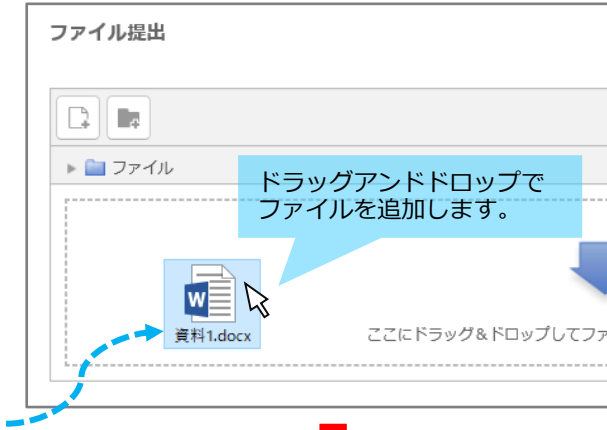 ファイル提出
ファイル
ドラッグアンドドロップで
ファイルを追加します。
W
資料1.docx
ここにドラッグ&ドロップしてファ